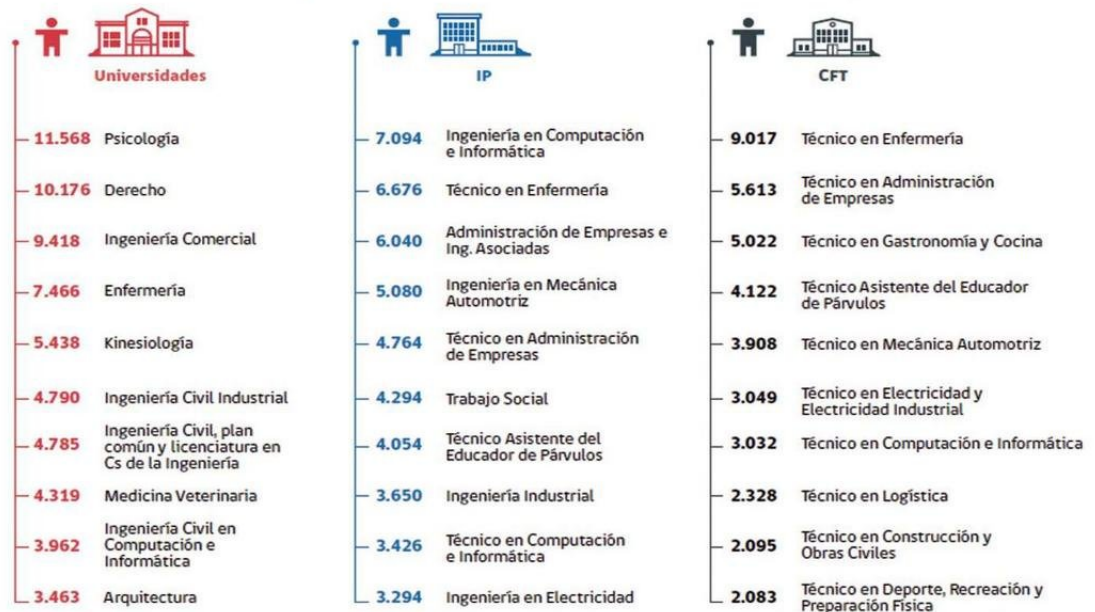 Universidades
11.568 Psicología
10.176 Derecho
9.418 Ingeniería Comercial
7.466 Enfermería
5.438 Kinesiología
4.790 Ingeniería Civil Industrial
4.785 Ingeniería Civil, plan
común y licenciatura en
Cs de la Ingeniería
4.319 Medicina Veterinaria
3.962 Ingeniería Civil en
Computación e
Informática
3.463 Arquitectura
IP
7.094 Ingeniería en Computación
e Informática
6.676 Técnico en Enfermería
6.040 Administración de Empresas e
Ing. Asociadas
5.080 Ingeniería en Mecánica
Automotriz
4.764 Técnico en Administración
de Empresas
4.294 Trabajo Social
4.054 Técnico Asistente del
Educador de Párvulos
3.650 Ingeniería Industrial
3.426 Técnico en Computación
e Informática
3.294 Ingeniería en Electricidad
CFT
9.017 Técnico en Enfermería
5.613 Técnico en Administración
de Empresas
5.022 Técnico en Gastronomía y Cocina
4.122 Técnico Asistente del Educador
de Párvulos
3.908 Técnico en Mecánica Automotriz
3.049 Técnico en Electricidad y
Electricidad Industrial
3.032 Técnico en Computación e Informática
2.328 Técnico en Logística
2.095 Técnico en Construcción y
Obras Civiles
2.083 Técnico en Deporte, Recreación y
Preparación Física